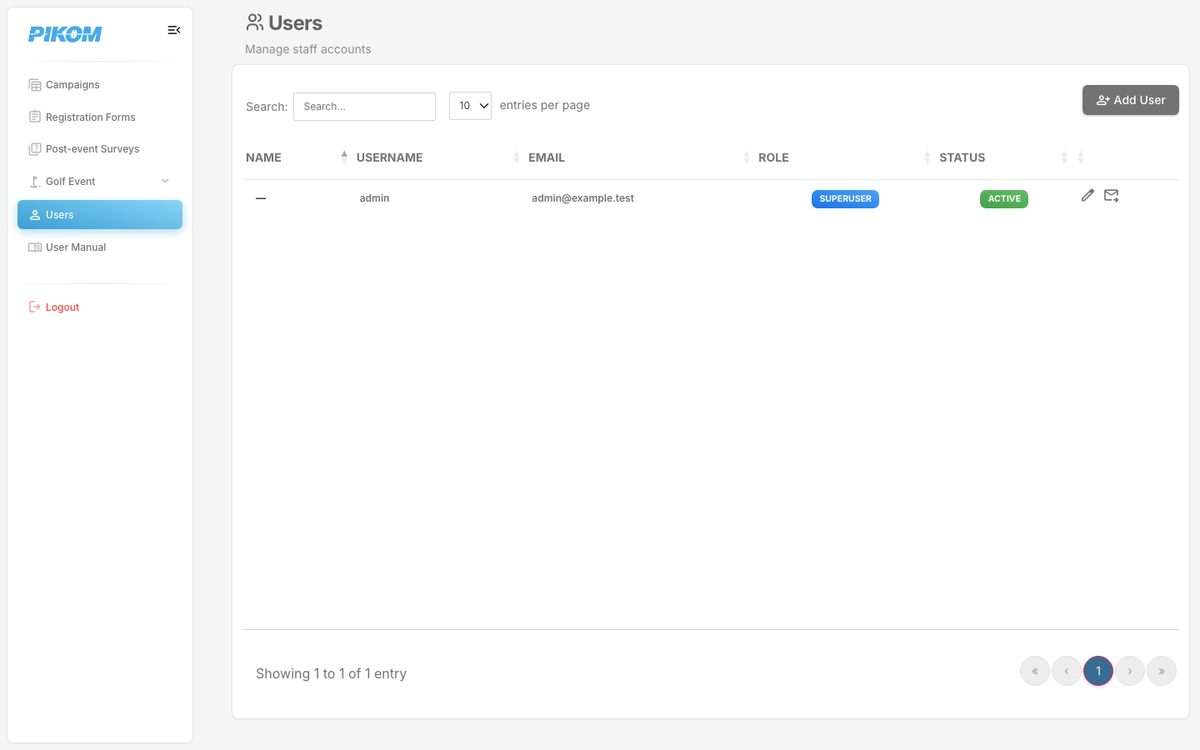 PIKOM
Campaigns
Registration Forms
Post-event Surveys
Golf Event
Users
User Manual
Logout
Users
Manage staff accounts
Search: Search... 10 entries per page Add User
NAME USERNAME EMAIL ROLE STATUS
— admin admin@example.test SUPERUSER ACTIVE
Showing 1 to 1 of 1 entry « ‹ 1 › »